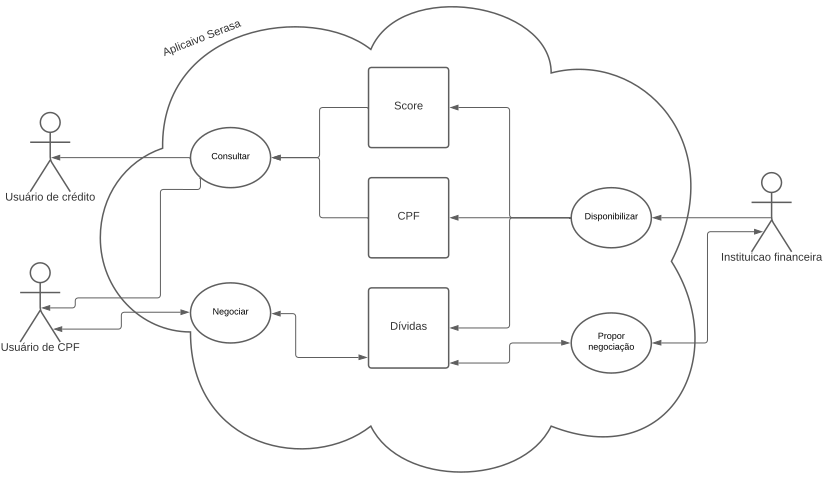 Aplicaivo Serasa
Score
Consultar
Usuário de crédito
CPF
Disponibilizar
Instituicao financeira
Negociar
Dívidas
Propor
negociação
Usuário de CPF